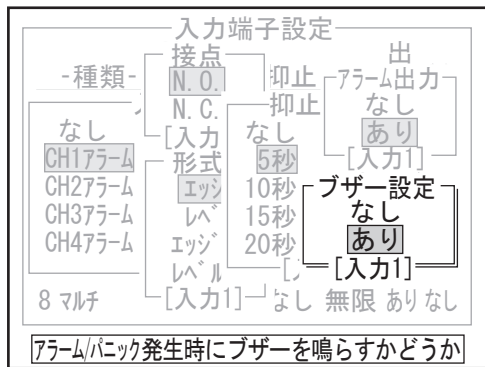 入力端子設定
接点
出
-種類-
N.O.
抑止
アラーム出力
N.C.
抑止
なし
なし
[入力
なし
あり
CH1アラーム
形式
5秒
[入力1]
CH2アラーム
エッジ
10秒
ブザー設定
CH3アラーム
レベ
15秒
なし
CH4アラーム
エッジ
20秒
あり
レベル
[入力1]
8 マルチ
[入力1]
なし 無限 あり なし
アラーム/パニック発生時にブザーを鳴らすかどうか